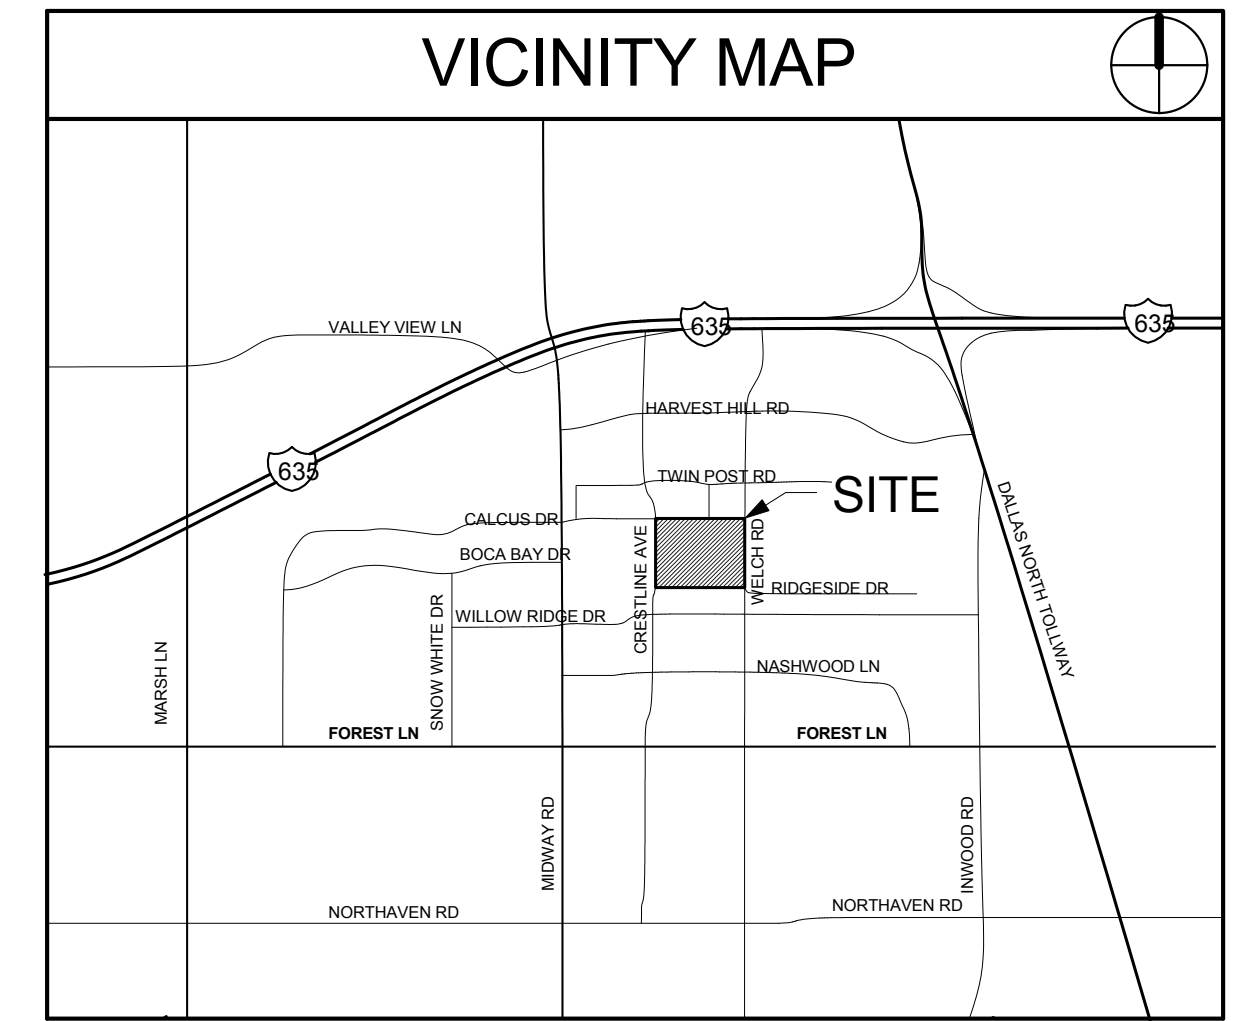 VICINITY MAP
635
635
VALLEY VIEW LN
HARVEST HILL RD
635
TWIN POST RD
SITE
CALCUS DR
BOCA BAY DR
CRESTLINE AVE
WELCH RD
DALLAS NORTH TOLLWAY
RIDGESIDE DR
WILLOW RIDGE DR
SNOW WHITE DR
MARSH LN
NASHWOOD LN
FOREST LN
FOREST LN
MIDWAY RD
INWOOD RD
NORTHAVEN RD
NORTHAVEN RD